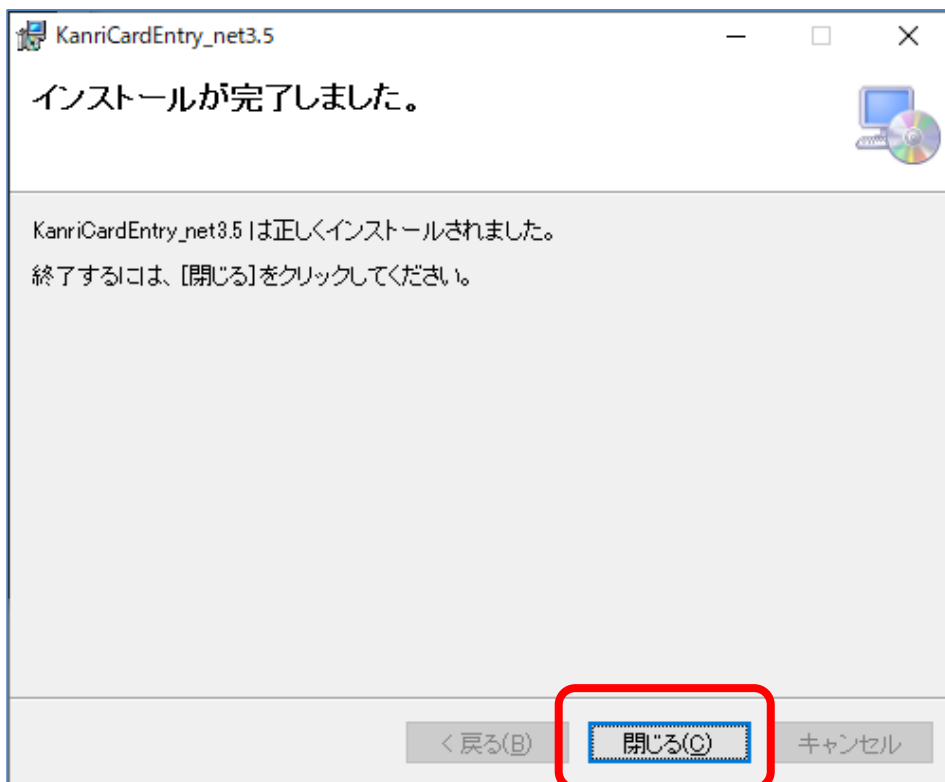 KanriCardEntry_net3.5
インストールが完了しました。
KanriCardEntry_net3.5 は正しくインストールされました。
終了するには、[閉じる]をクリックしてください。
< 戻る(B)
閉じる(C)
キャンセル